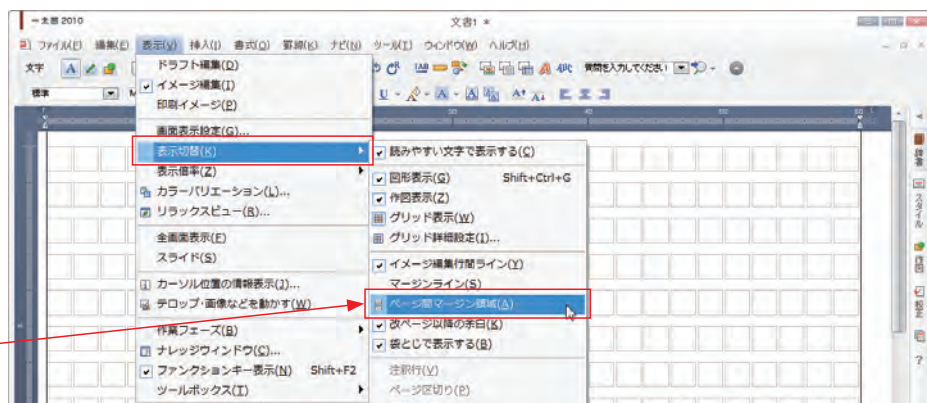 一太郎 2010
文書1 *
ファイル(F) 編集(E) 表示(V) 挿入(I) 書式(O) 罫線(K) ナビ(N) ツール(T) ウィンドウ(W) ヘルプ(H)
文字
質問を入力してください!
標準
ドラフト編集(D)
イメージ編集(I)
印刷イメージ(P)
画面表示設定(G)...
表示切替(K)
表示倍率(Z)
カラーバリエーション(L)...
リラックスビュー(R)...
全画面表示(F)
スライド(S)
カーソル位置の情報表示(J)...
テロップ・画像などを動かす(W)
作業フェーズ(B)
ナレッジウィンドウ(C)...
ファンクションキー表示(N) Shift+F2
ツールボックス(T)
読みやすい文字で表示する(C)
図形表示(G) Shift+Ctrl+G
作図表示(Z)
グリッド表示(W)
グリッド詳細設定(I)...
イメージ編集行間ライン(Y)
マージンライン(S)
ページ間マージン領域(A)
改ページ以降の余白(K)
袋とじで表示する(B)
注釈行(V)
ページ区切り(P)
辞書
スタイル
作図
校正